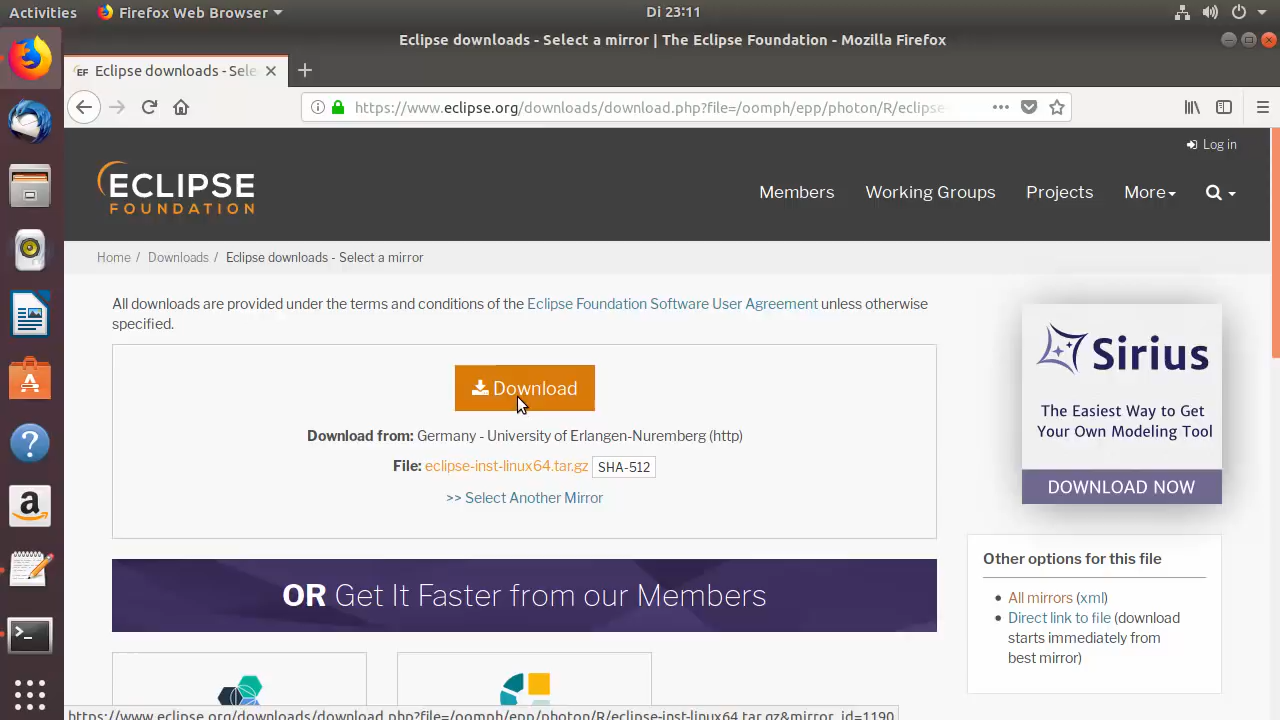 Activities
Firefox Web Browser
Di 23:11
Eclipse downloads - Select a mirror | The Eclipse Foundation - Mozilla Firefox
EF Eclipse downloads - Sele
https://www.eclipse.org/downloads/download.php?file=/oomph/epp/photon/R/eclipse-
Log in
ECLIPSE
FOUNDATION
Members
Working Groups
Projects
More
Home / Downloads / Eclipse downloads - Select a mirror
All downloads are provided under the terms and conditions of the Eclipse Foundation Software User Agreement unless otherwise
specified.
Download
Download from: Germany - University of Erlangen-Nuremberg (http)
File: eclipse-inst-linux64.tar.gz SHA-512
>> Select Another Mirror
OR Get It Faster from our Members
Sirius
The Easiest Way to Get
Your Own Modeling Tool
DOWNLOAD NOW
Other options for this file
All mirrors (xml)
Direct link to file (download
starts immediately from
best mirror)
https://www.eclipse.org/downloads/download.php?file=/oomph/epp/photon/R/eclipse-inst-linux64.tar.gz&mirror_id=1190